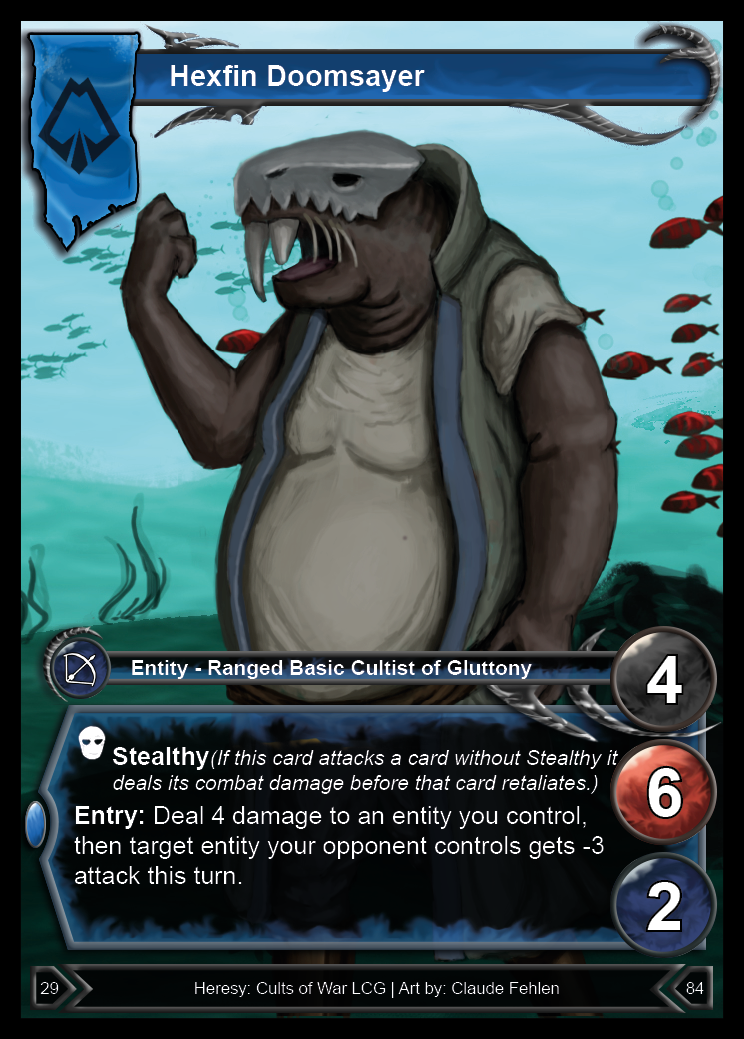 Hexfin Doomsayer
Entity - Ranged Basic Cultist of Gluttony
4
Stealthy(If this card attacks a card without Stealthy it
deals its combat damage before that card retaliates.)
6
Entry: Deal 4 damage to an entity you control,
then target entity your opponent controls gets -3
attack this turn.
2
29
Heresy: Cults of War LCG | Art by: Claude Fehlen
84